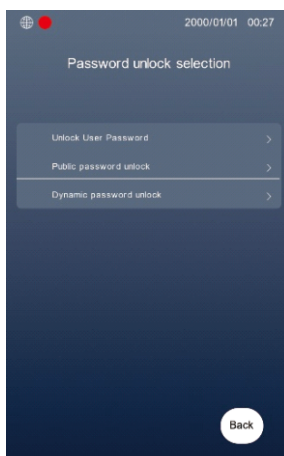 2000/01/01 00:27
Password unlock selection
Unlock User Password
Public password unlock
Dynamic password unlock
Back